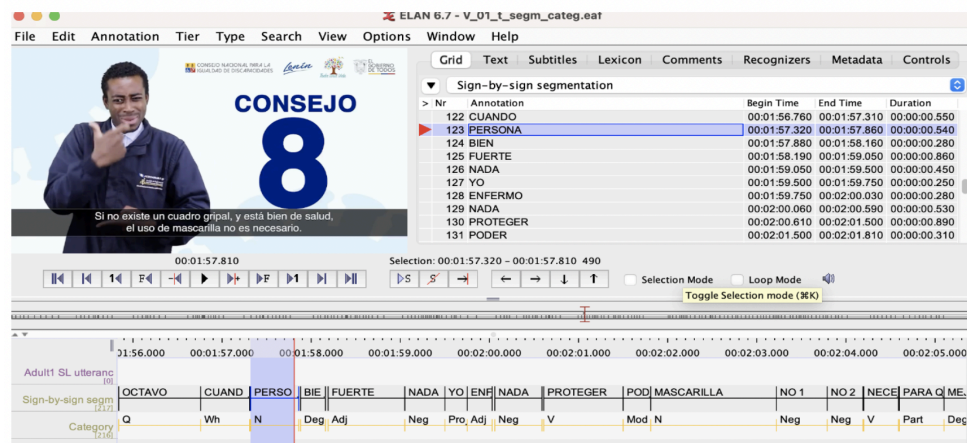 ELAN 6.7 - V_01_t_segm_categ.eaf
File Edit Annotation Tier Type Search View Options Window Help
CONSEJO NACIONAL PARA LA
IGUALDAD DE DISCAPACIDADES
Lenin
EL GOBIERNO
DE TODOS
CONSEJO
8
Si no existe un cuadro gripal, y está bien de salud,
el uso de mascarilla no es necesario.
Grid Text Subtitles Lexicon Comments Recognizers Metadata Controls
Sign-by-sign segmentation
> Nr Annotation Begin Time End Time Duration
122 CUANDO 00:01:56.760 00:01:57.310 00:00:00.550
123 PERSONA 00:01:57.320 00:01:57.860 00:00:00.540
124 BIEN 00:01:57.880 00:01:58.160 00:00:00.280
125 FUERTE 00:01:58.190 00:01:59.050 00:00:00.860
126 NADA 00:01:59.050 00:01:59.500 00:00:00.450
127 YO 00:01:59.500 00:01:59.750 00:00:00.250
128 ENFERMO 00:01:59.750 00:02:00.030 00:00:00.280
129 NADA 00:02:00.060 00:02:00.590 00:00:00.530
130 PROTEGER 00:02:00.610 00:02:01.500 00:00:00.890
131 PODER 00:02:01.500 00:02:01.810 00:00:00.310
00:01:57.810 Selection: 00:01:57.320 - 00:01:57.810 490
1 F F 1 S S Selection Mode Loop Mode
Toggle Selection mode (⌘K)
01:56.000 00:01:57.000 00:01:58.000 00:01:59.000 00:02:00.000 00:02:01.000 00:02:02.000 00:02:03.000 00:02:04.000 00:02:05.000
Adult1 SL utteranc
[0]
Sign-by-sign segm OCTAVO CUAND PERSO BIE FUERTE NADA YO ENF NADA PROTEGER POD MASCARILLA NO 1 NO 2 NECE PARA Q ME.
[217]
Category Q Wh N Deg Adj Neg Pro Adj Neg V Mod N Neg Neg V Part Deg
[216]